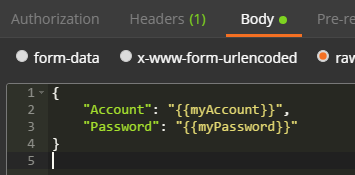 Authorization Headers (1) Body Pre-re
form-data x-www-form-urlencoded raw
1 {
2 "Account": "{{myAccount}}",
3 "Password": "{{myPassword}}"
4 }
5